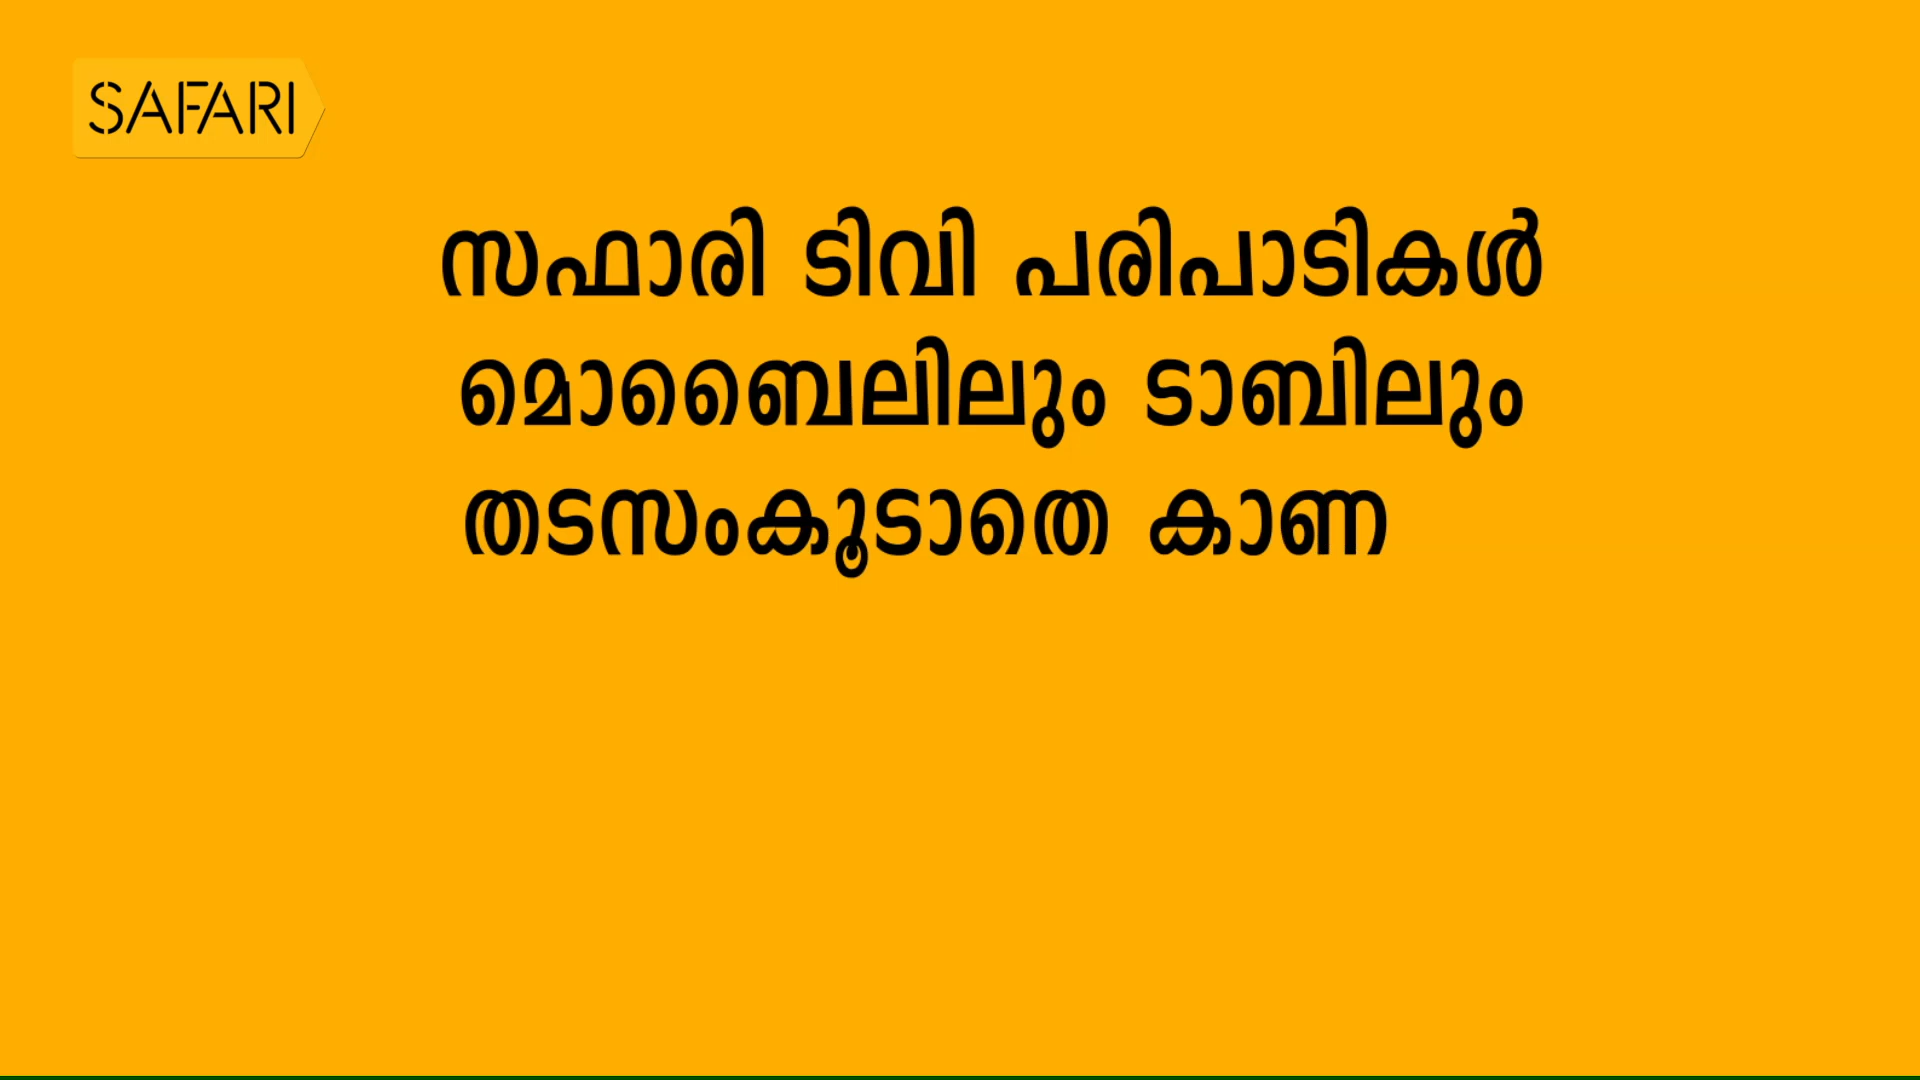 SAFARI
സഫാരി ടിവി പരിപാടികൾ
മൊബൈലിലും ടാബിലും
തടസംകൂടാതെ കാണ